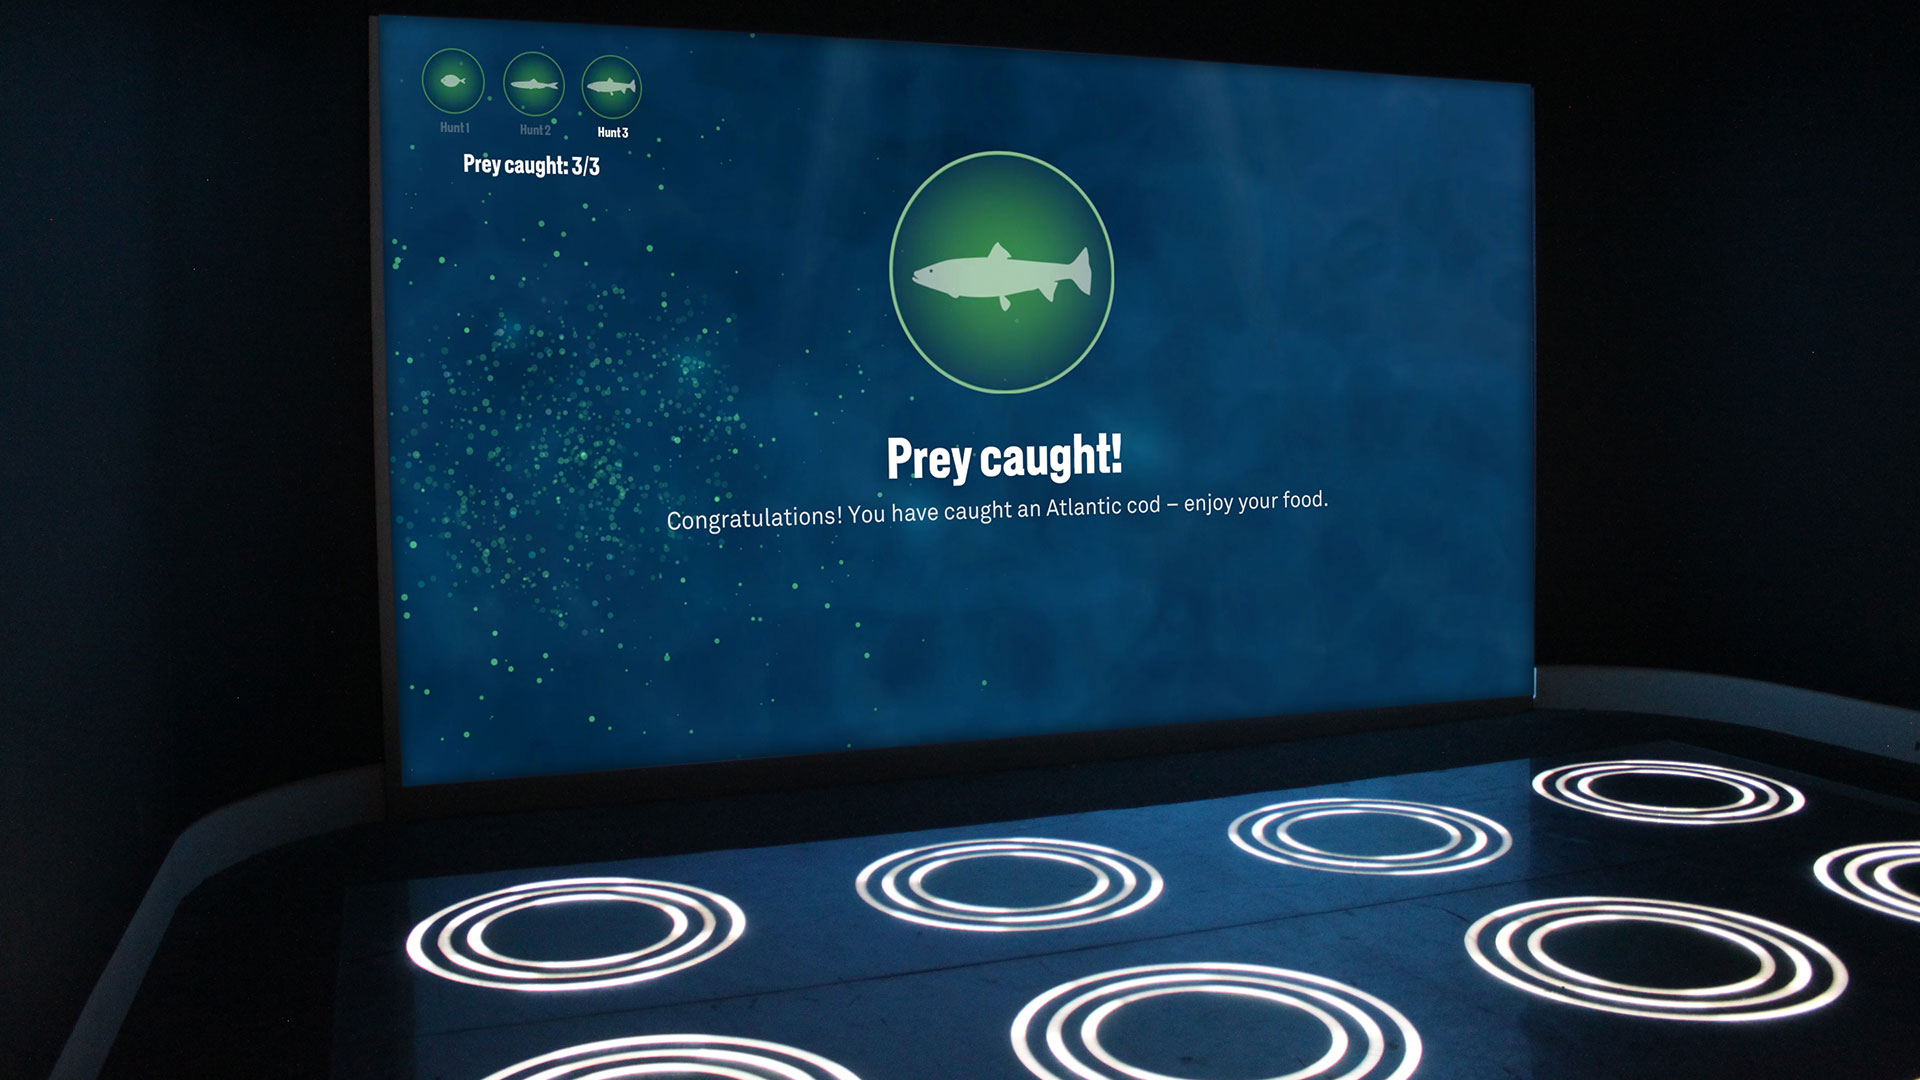 Hunt 1
Hunt 2
Hunt 3
Prey caught: 3/3
Prey caught!
Congratulations! You have caught an Atlantic cod – enjoy your food.